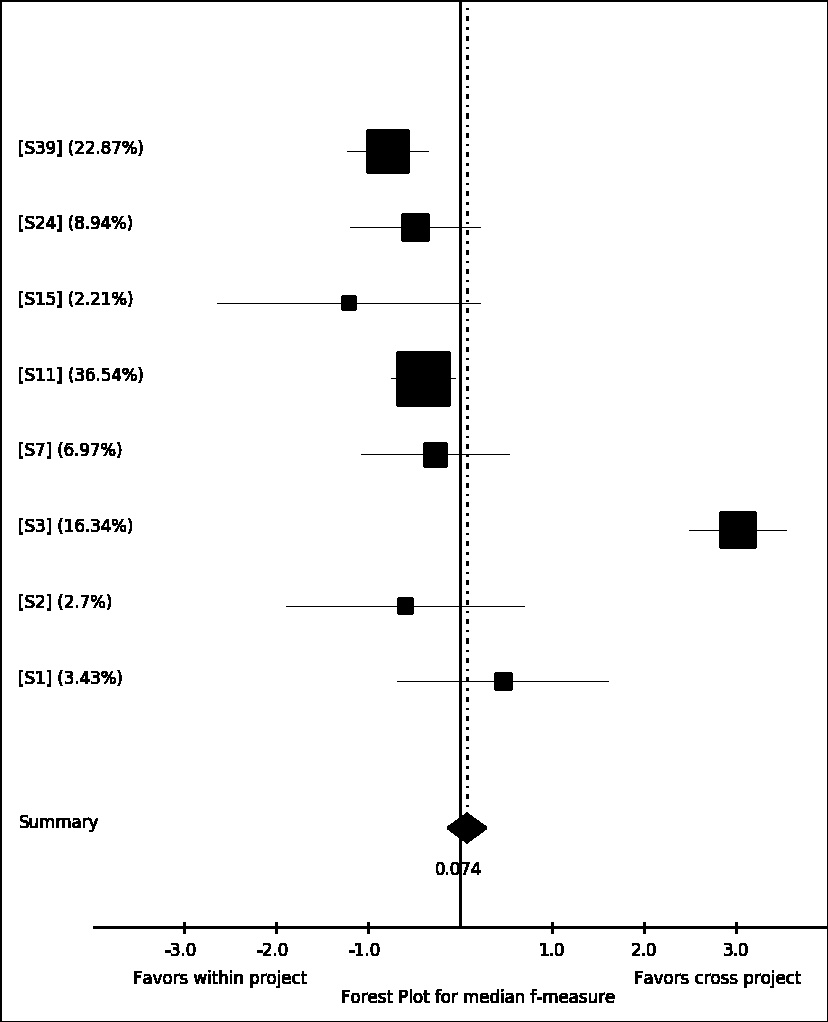 [S39] (22.87%)
[S24] (8.94%)
[S15] (2.21%)
[S11] (36.54%)
[S7] (6.97%)
[S3] (16.34%)
[S2] (2.7%)
[S1] (3.43%)
Summary
0.074
-3.0 -2.0 -1.0 1.0 2.0 3.0
Favors within project Favors cross project
Forest Plot for median f-measure